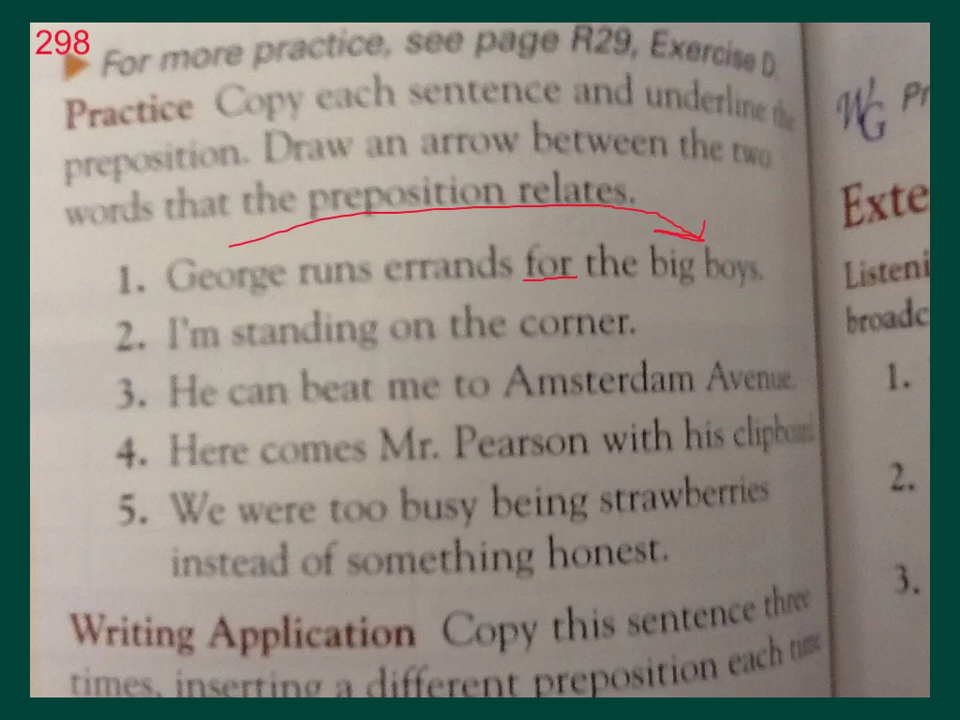 298
For more practice, see page R29, Exercise D.
Practice Copy each sentence and underline the
preposition. Draw an arrow between the two
words that the preposition relates.
1. George runs errands for the big boys.
2. I'm standing on the corner.
3. He can beat me to Amsterdam Avenue.
4. Here comes Mr. Pearson with his clipboard
5. We were too busy being strawberries
instead of something honest.
Writing Application Copy this sentence three
times, inserting a different preposition each time
WG Pr
Exte
Listeni
broadc
1.
2.
3.